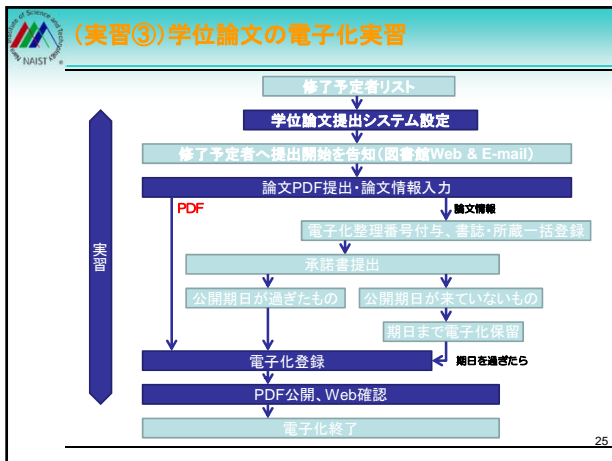 Nara Institute of Science and Technology
NAIST ®
(実習③)学位論文の電子化実習
修了予定者リスト
学位論文提出システム設定
修了予定者へ提出開始を告知(図書館Web & E-mail)
論文PDF提出・論文情報入力
PDF
論文情報
電子化整理番号付与、書誌・所蔵一括登録
承諾書提出
公開期日が過ぎたもの
公開期日が来ていないもの
期日まで電子化保留
実習
電子化登録
期日を過ぎたら
PDF公開、Web確認
電子化終了
25